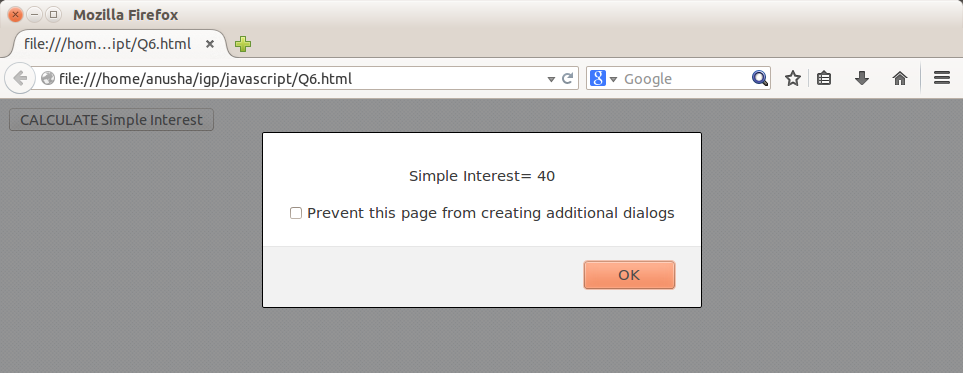 Mozilla Firefox
file:///hom…ipt/Q6.html
file:///home/anusha/igp/javascript/Q6.html
Google
CALCULATE Simple Interest
Simple Interest= 40
Prevent this page from creating additional dialogs
OK